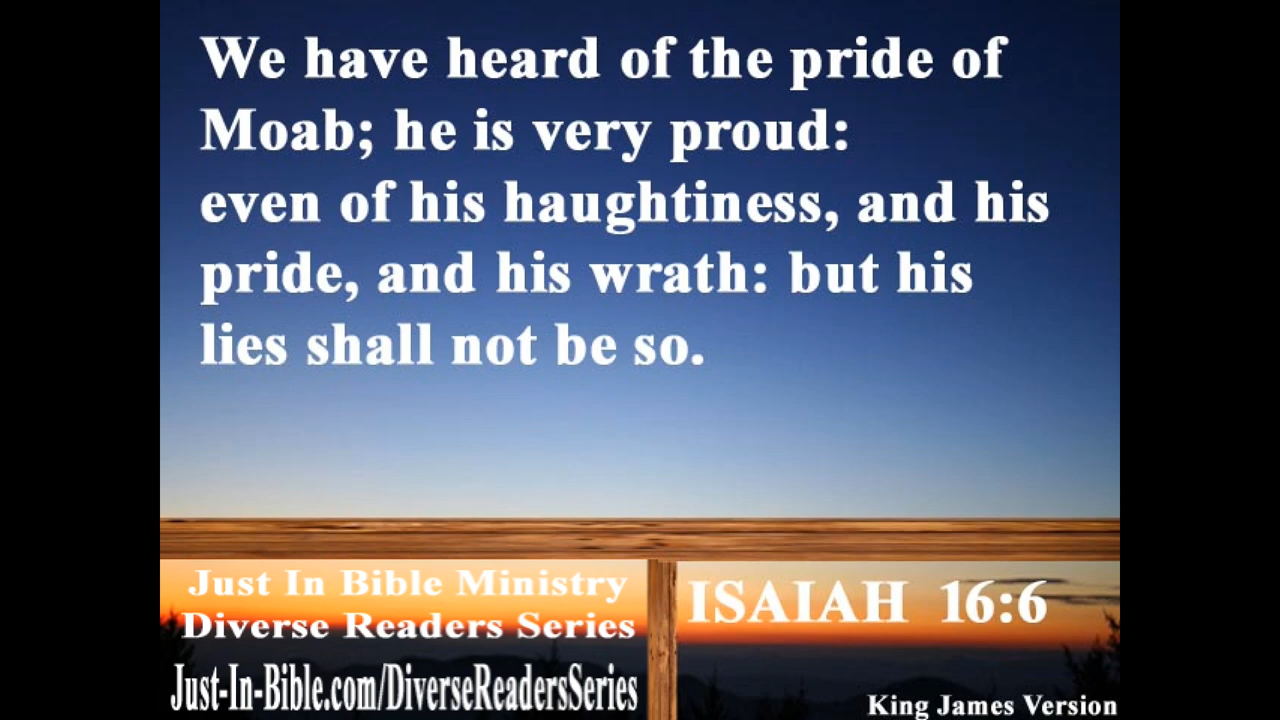 We have heard of the pride of
Moab; he is very proud:
even of his haughtiness, and his
pride, and his wrath: but his
lies shall not be so.
Just In Bible Ministry
Diverse Readers Series
Just-In-Bible.com/DiverseReadersSeries
ISAIAH 16:6
King James Version